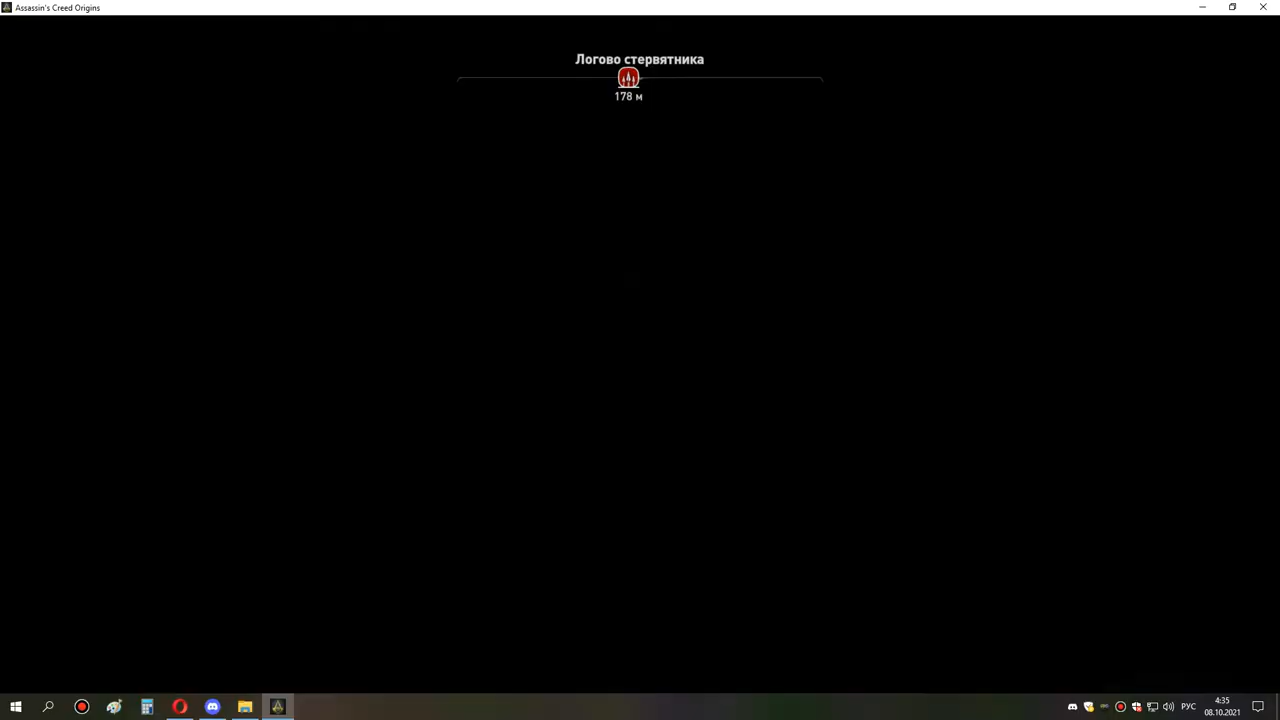 Assassin's Creed Origins
Логово стервятника
178 м
РУС
4:35
08.10.2021